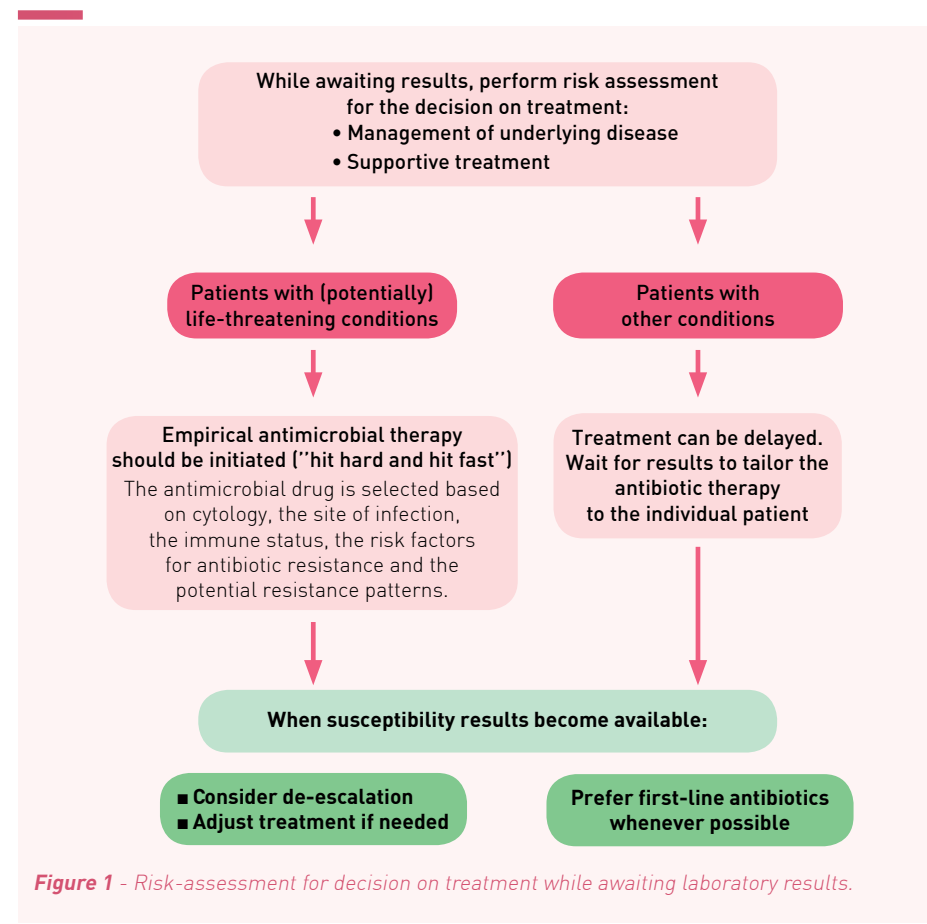 While awaiting results, perform risk assessment
for the decision on treatment:
• Management of underlying disease
• Supportive treatment
Patients with (potentially)
life-threatening conditions
Patients with
other conditions
Empirical antimicrobial therapy
should be initiated (''hit hard and hit fast'')
The antimicrobial drug is selected based
on cytology, the site of infection,
the immune status, the risk factors
for antibiotic resistance and the
potential resistance patterns.
Treatment can be delayed.
Wait for results to tailor the
antibiotic therapy
to the individual patient
When susceptibility results become available:
■ Consider de-escalation
■ Adjust treatment if needed
Prefer first-line antibiotics
whenever possible
Figure 1 - Risk-assessment for decision on treatment while awaiting laboratory results.